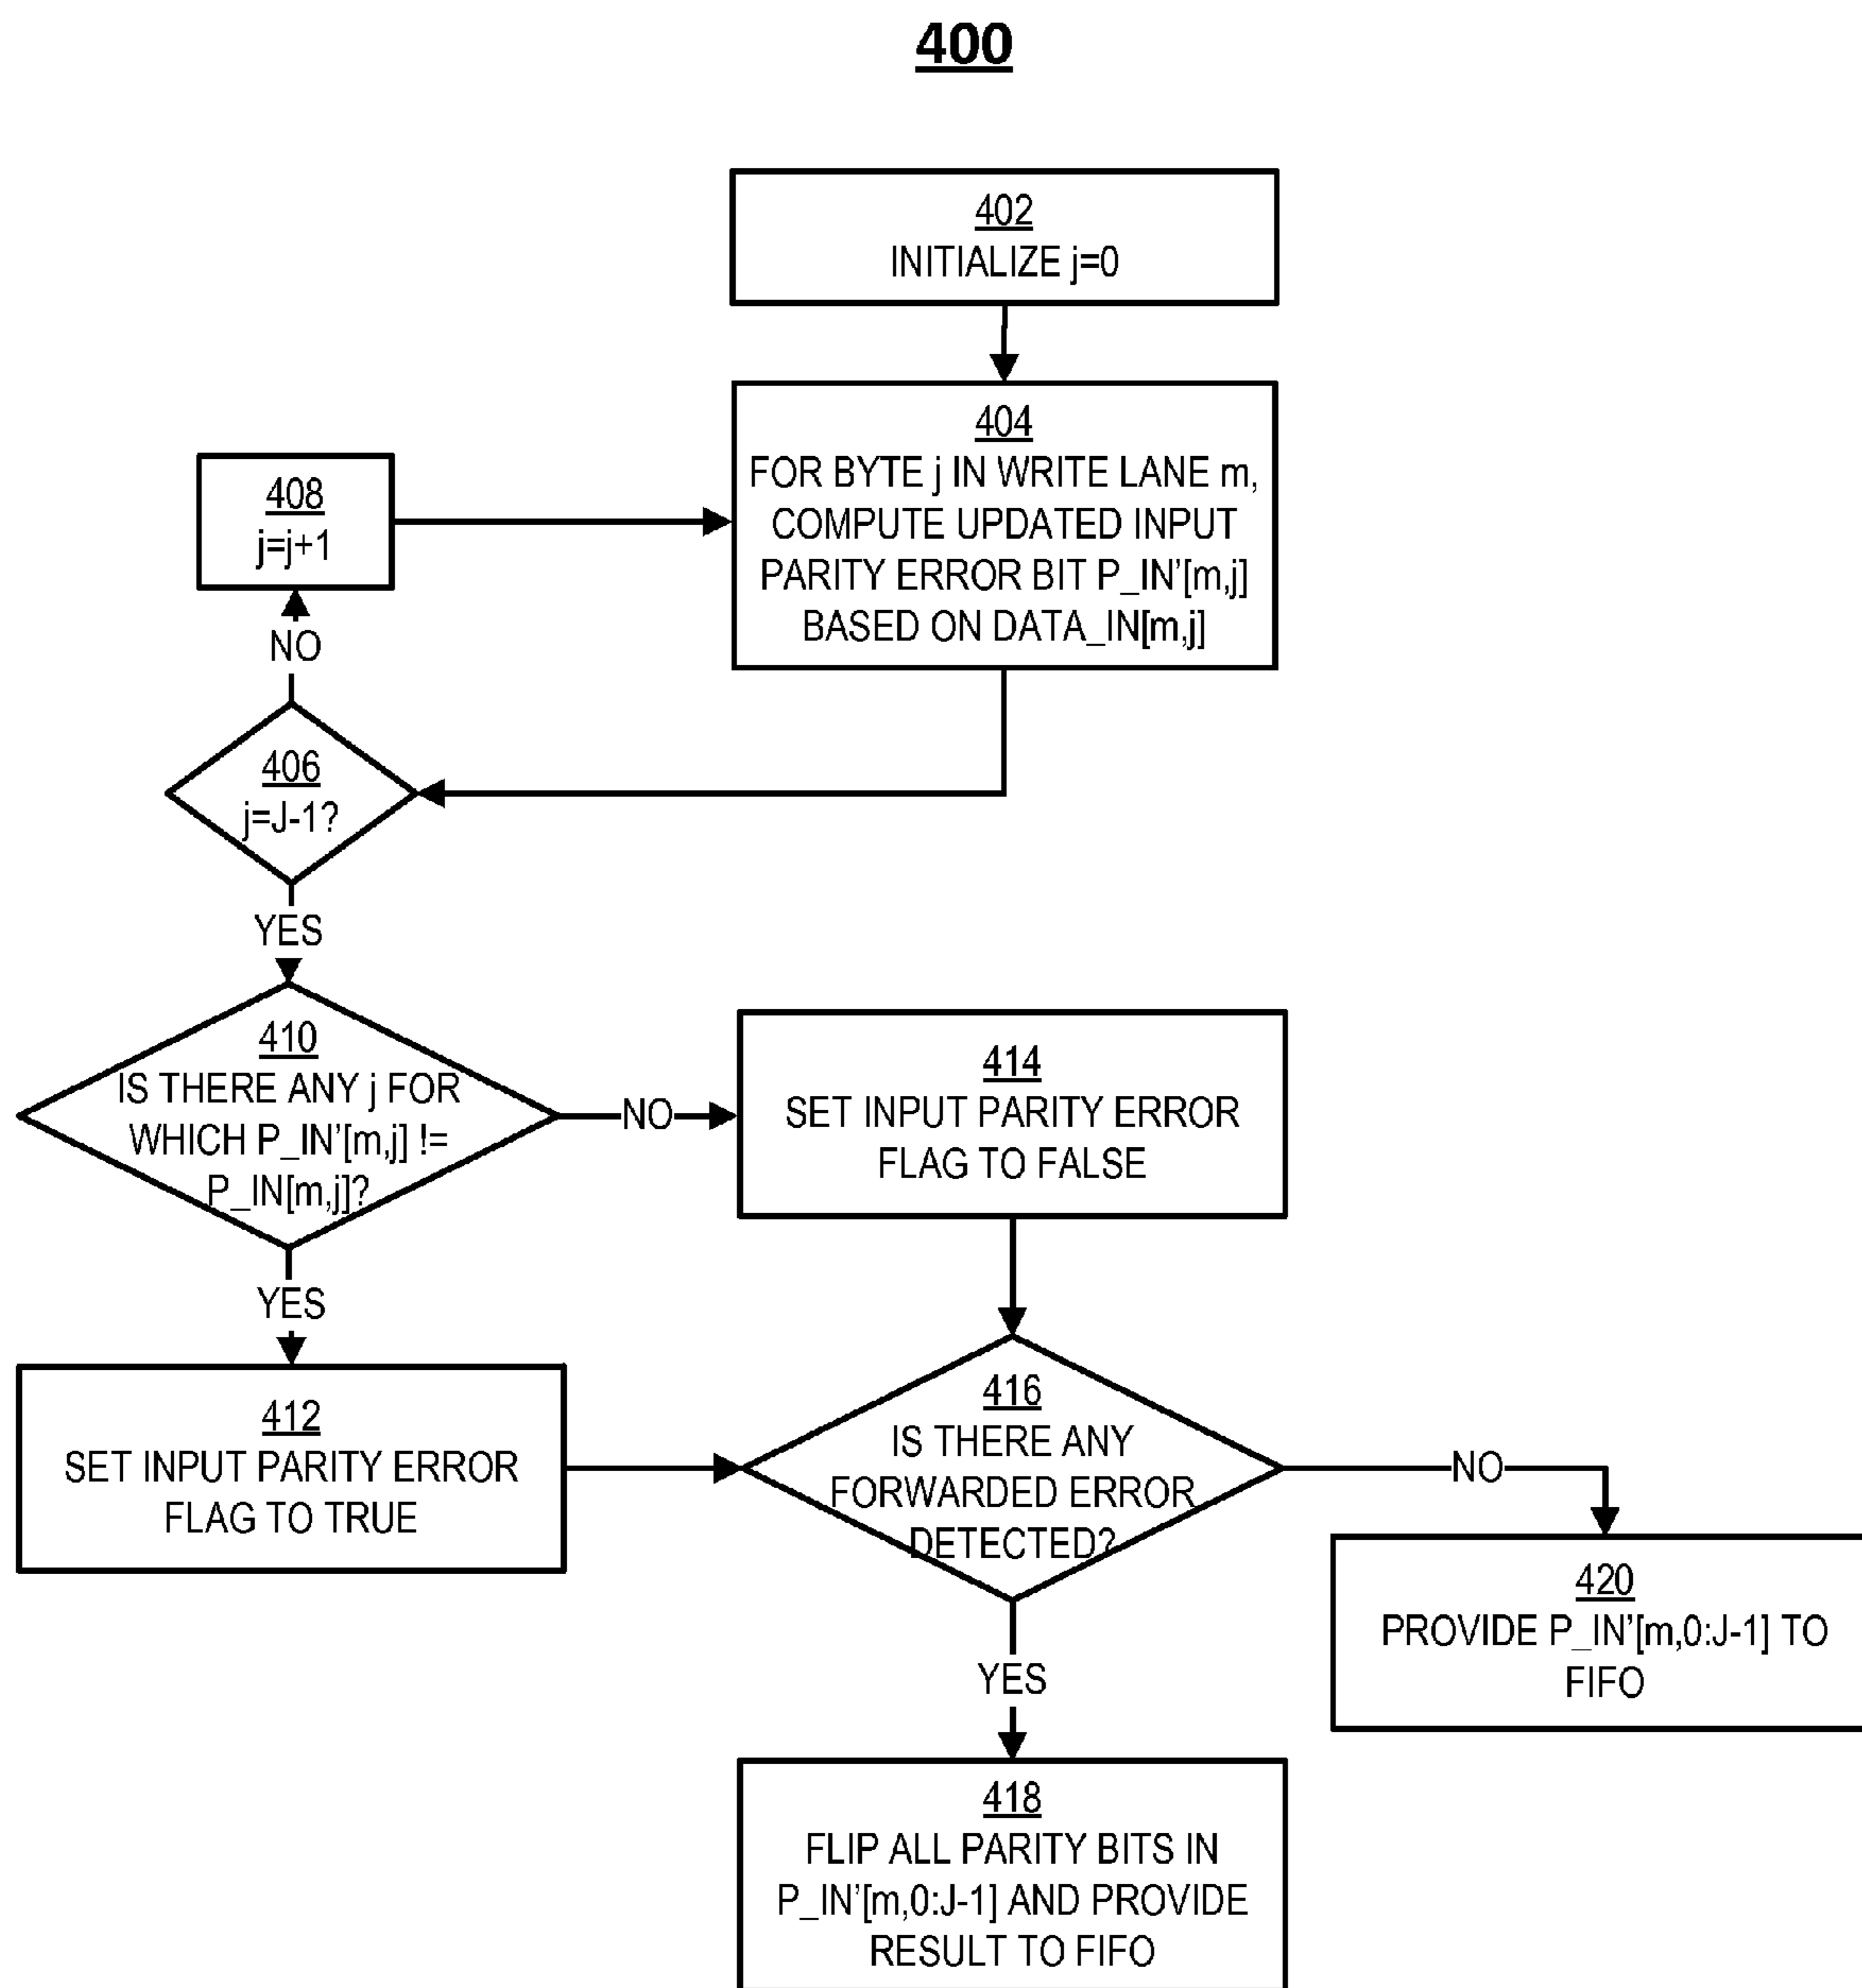 400
402
INITIALIZE j=0
404
FOR BYTE j IN WRITE LANE m,
COMPUTE UPDATED INPUT
PARITY ERROR BIT P_IN’[m,j]
BASED ON DATA_IN[m,j]
408
j=j+1
NO
406
j=J-1?
YES
410
IS THERE ANY j FOR
WHICH P_IN’[m,j] !=
P_IN[m,j]?
NO
414
SET INPUT PARITY ERROR
FLAG TO FALSE
YES
412
SET INPUT PARITY ERROR
FLAG TO TRUE
416
IS THERE ANY
FORWARDED ERROR
DETECTED?
NO
420
PROVIDE P_IN’[m,0:J-1] TO
FIFO
YES
418
FLIP ALL PARITY BITS IN
P_IN’[m,0:J-1] AND PROVIDE
RESULT TO FIFO